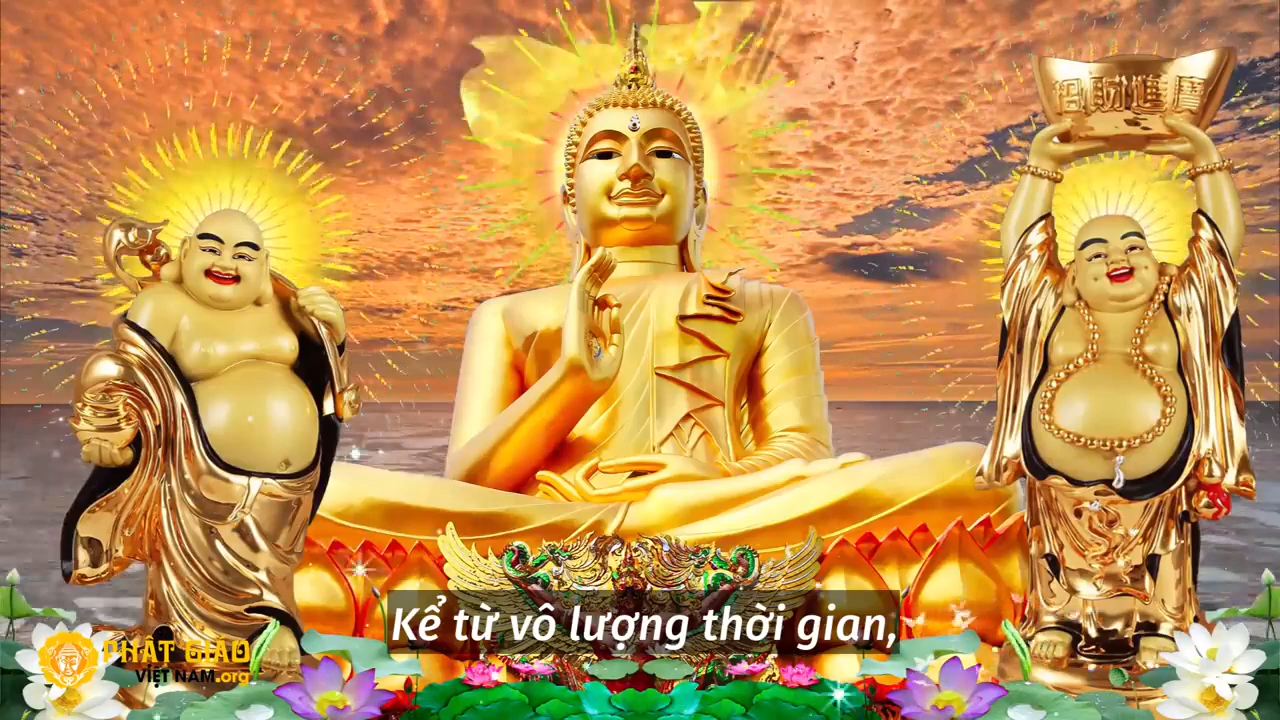 招財進寶
Kể từ vô lượng thời gian,
PHẬT GIÁO
VIỆT NAM.org